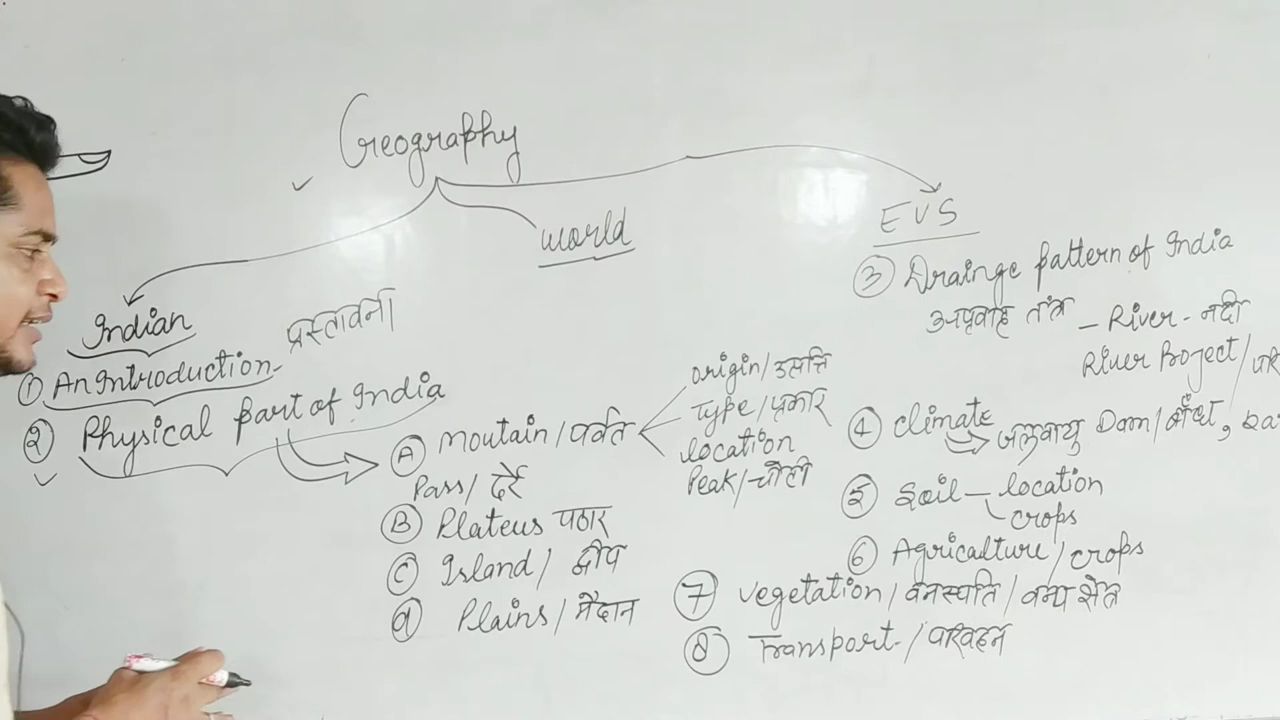 Geography
world
Indian
प्रस्तावना
① An Introduction
② Physical part of India
Ⓐ Moutain / पर्वत
origin / उत्पत्ति
Type / प्रकार
location
Peak / चोटी
Pass / दर्रे
Ⓑ Plateus पठार
Ⓒ Island / द्वीप
ⓓ Plains / मैदान
EVS
③ Drainge pattern of India
अपवाह तंत्र - River - नदी
River Project /
④ climate
जलवायु Dam / बाँध,
⑤ Soil - location
crops
⑥ Agriculture / crops
⑦ vegetation / वनस्पति / वन्य क्षेत्र
⑧ Transport / परिवहन